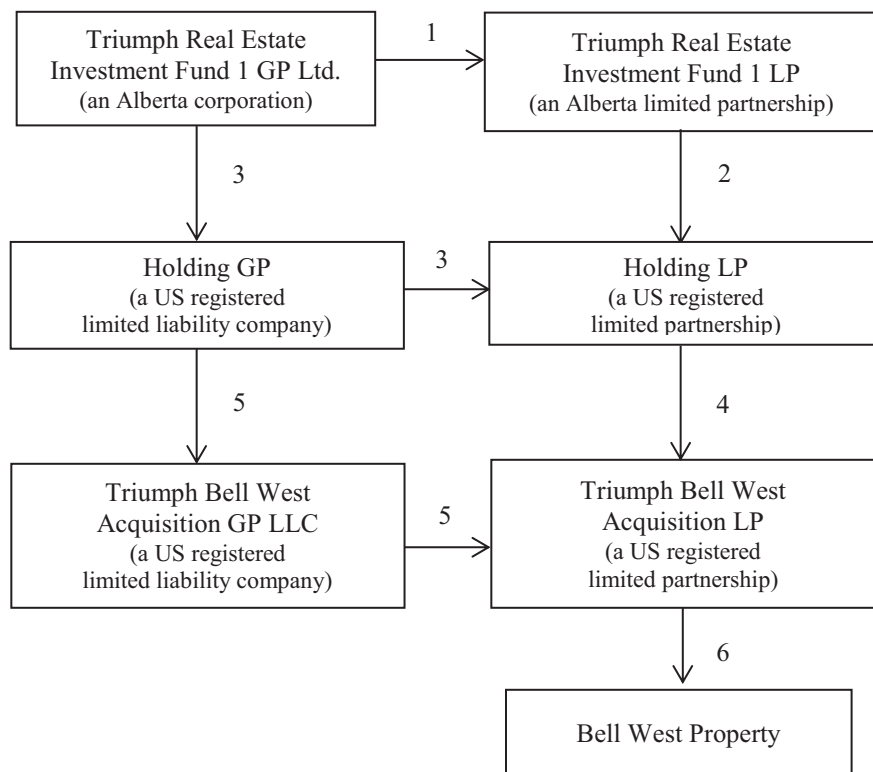 Triumph Real Estate
Investment Fund 1 GP Ltd.
(an Alberta corporation)
1
Triumph Real Estate
Investment Fund 1 LP
(an Alberta limited partnership)
3
2
Holding GP
(a US registered
limited liability company)
3
Holding LP
(a US registered
limited partnership)
5
4
Triumph Bell West
Acquisition GP LLC
(a US registered
limited liability company)
5
Triumph Bell West
Acquisition LP
(a US registered
limited partnership)
6
Bell West Property